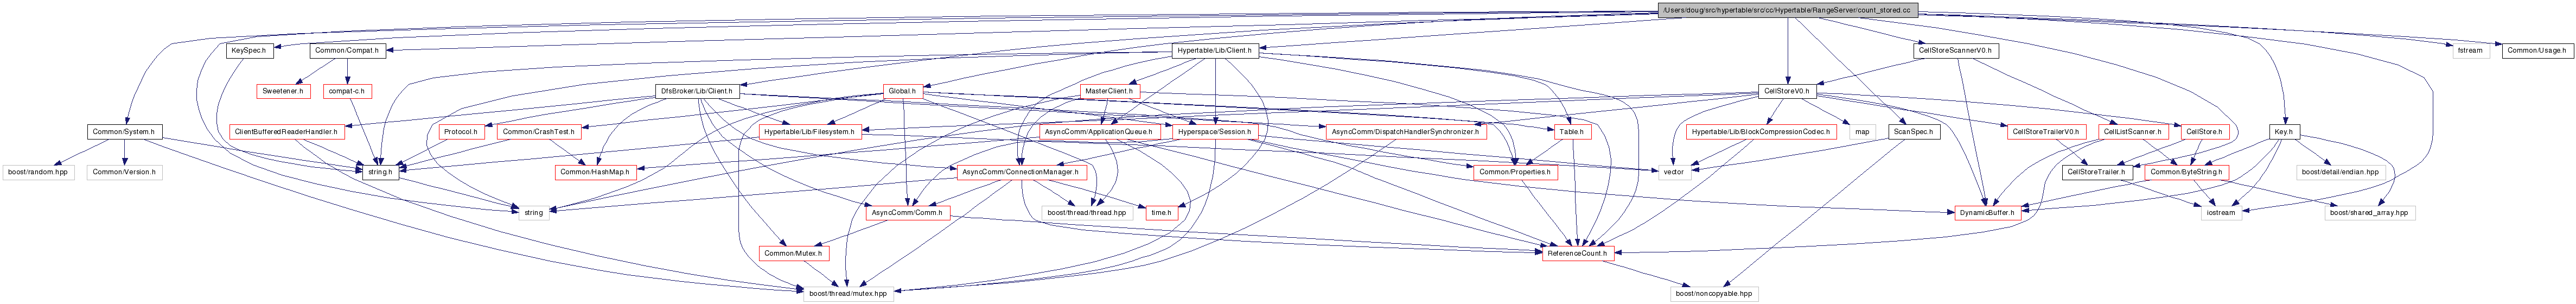 /Users/doug/src/hypertable/src/cc/Hypertable/RangeServer/count_stored.cc
KeySpec.h
Common/Compat.h
Hypertable/Lib/Client.h
CellStoreScannerV0.h
fstream
Common/Usage.h
Sweetener.h
compat-c.h
DfsBroker/Lib/Client.h
Global.h
MasterClient.h
CellStoreV0.h
Common/System.h
ClientBufferedReaderHandler.h
Protocol.h
Common/CrashTest.h
Hypertable/Lib/Filesystem.h
AsyncComm/ApplicationQueue.h
Hyperspace/Session.h
AsyncComm/DispatchHandlerSynchronizer.h
Table.h
Hypertable/Lib/BlockCompressionCodec.h
map
ScanSpec.h
CellStoreTrailerV0.h
CellListScanner.h
CellStore.h
Key.h
boost/random.hpp
Common/Version.h
string.h
Common/HashMap.h
AsyncComm/ConnectionManager.h
Common/Properties.h
vector
CellStoreTrailer.h
Common/ByteString.h
boost/detail/endian.hpp
string
AsyncComm/Comm.h
boost/thread/thread.hpp
time.h
DynamicBuffer.h
iostream
boost/shared_array.hpp
Common/Mutex.h
ReferenceCount.h
boost/thread/mutex.hpp
boost/noncopyable.hpp